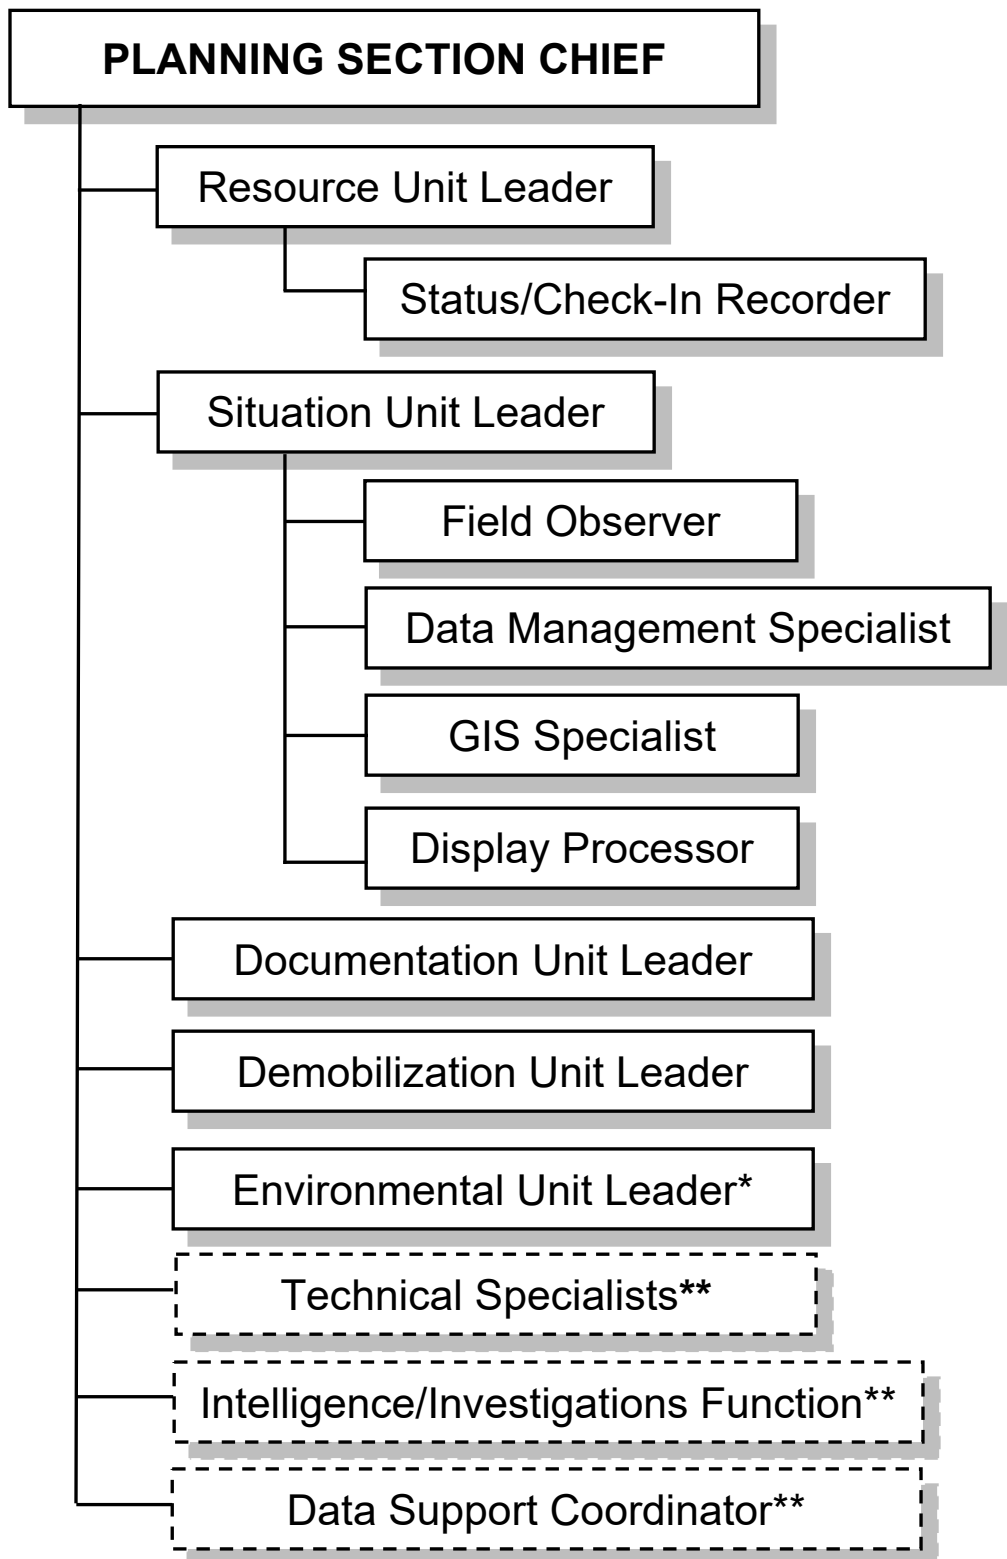 PLANNING SECTION CHIEF
Resource Unit Leader
Status/Check-In Recorder
Situation Unit Leader
Field Observer
Data Management Specialist
GIS Specialist
Display Processor
Documentation Unit Leader
Demobilization Unit Leader
Environmental Unit Leader*
Technical Specialists**
Intelligence/Investigations Function**
Data Support Coordinator**